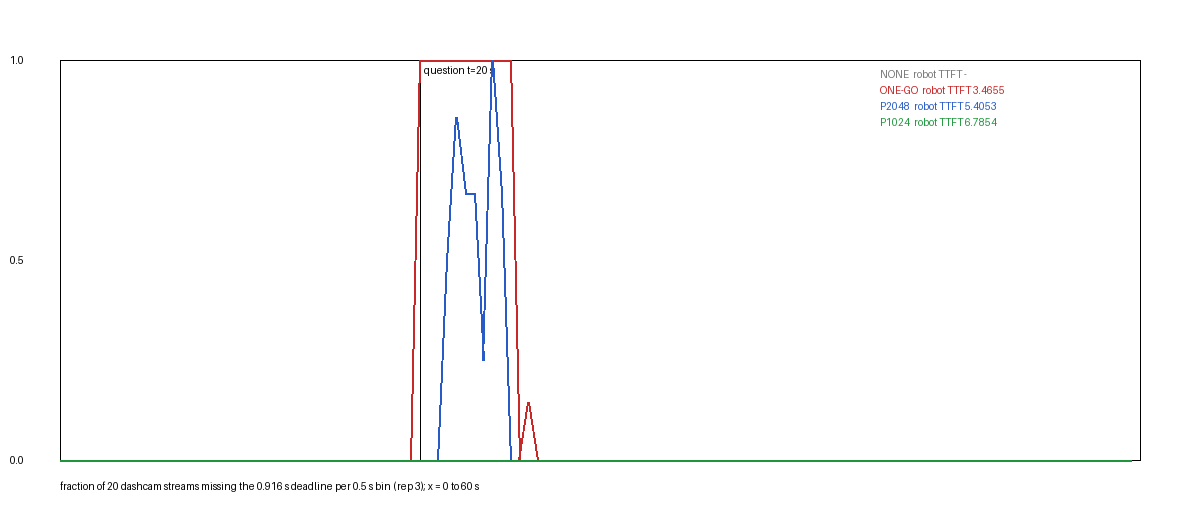 1.0
question t=20 s
NONE robot TTFT -
ONE-GO robot TTFT 3.4655
P2048 robot TTFT 5.4053
P1024 robot TTFT 6.7854
0.5
0.0
fraction of 20 dashcam streams missing the 0.916 s deadline per 0.5 s bin (rep 3); x = 0 to 60 s